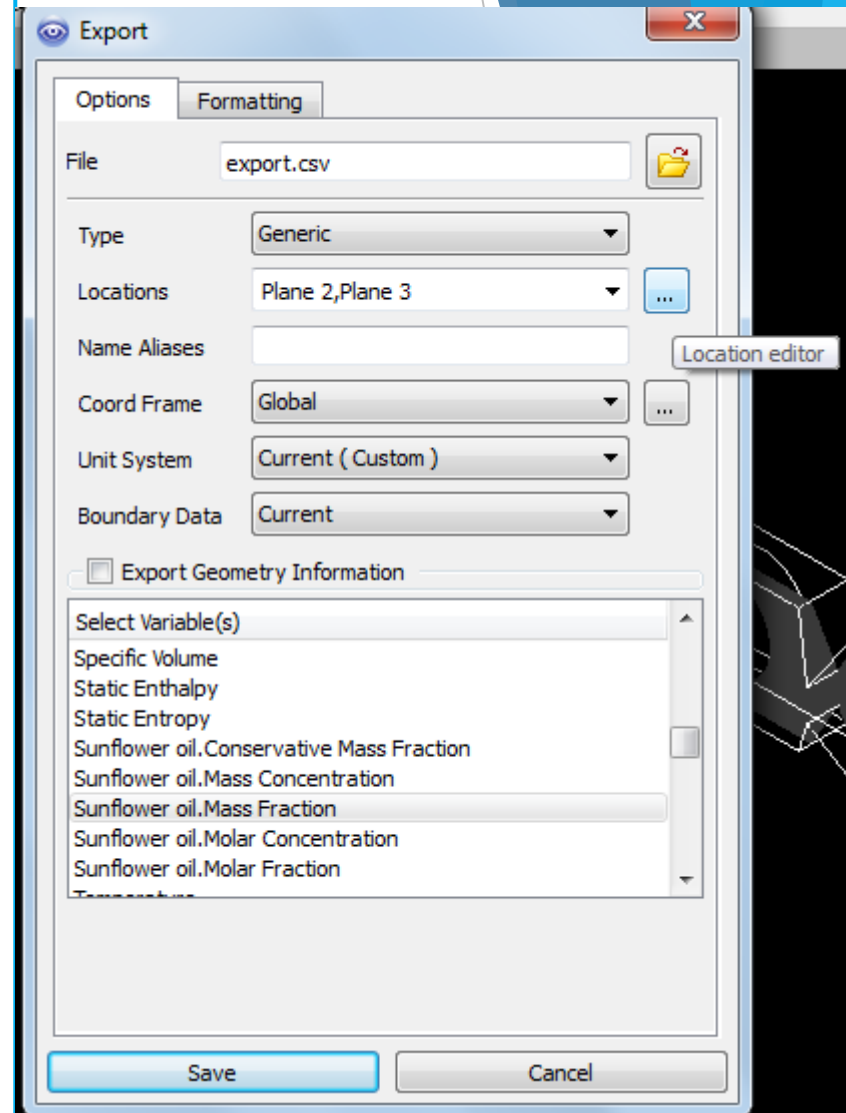 Export
X
Options Formatting
File export.csv
Type Generic
Locations Plane 2,Plane 3 ...
Name Aliases
Location editor
Coord Frame Global ...
Unit System Current ( Custom )
Boundary Data Current
Export Geometry Information
Select Variable(s)
Specific Volume
Static Enthalpy
Static Entropy
Sunflower oil.Conservative Mass Fraction
Sunflower oil.Mass Concentration
Sunflower oil.Mass Fraction
Sunflower oil.Molar Concentration
Sunflower oil.Molar Fraction
Temperature
Save Cancel